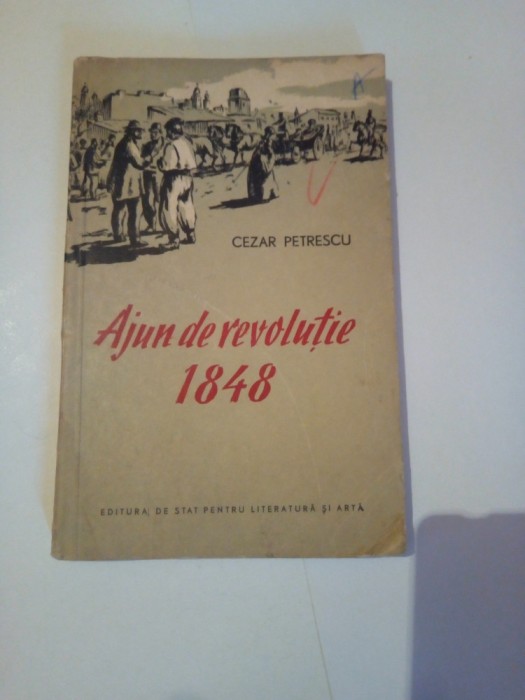 CEZAR PETRESCU
Ajun de revoluție
1848
EDITURA DE STAT PENTRU LITERATURĂ ȘI ARTĂ